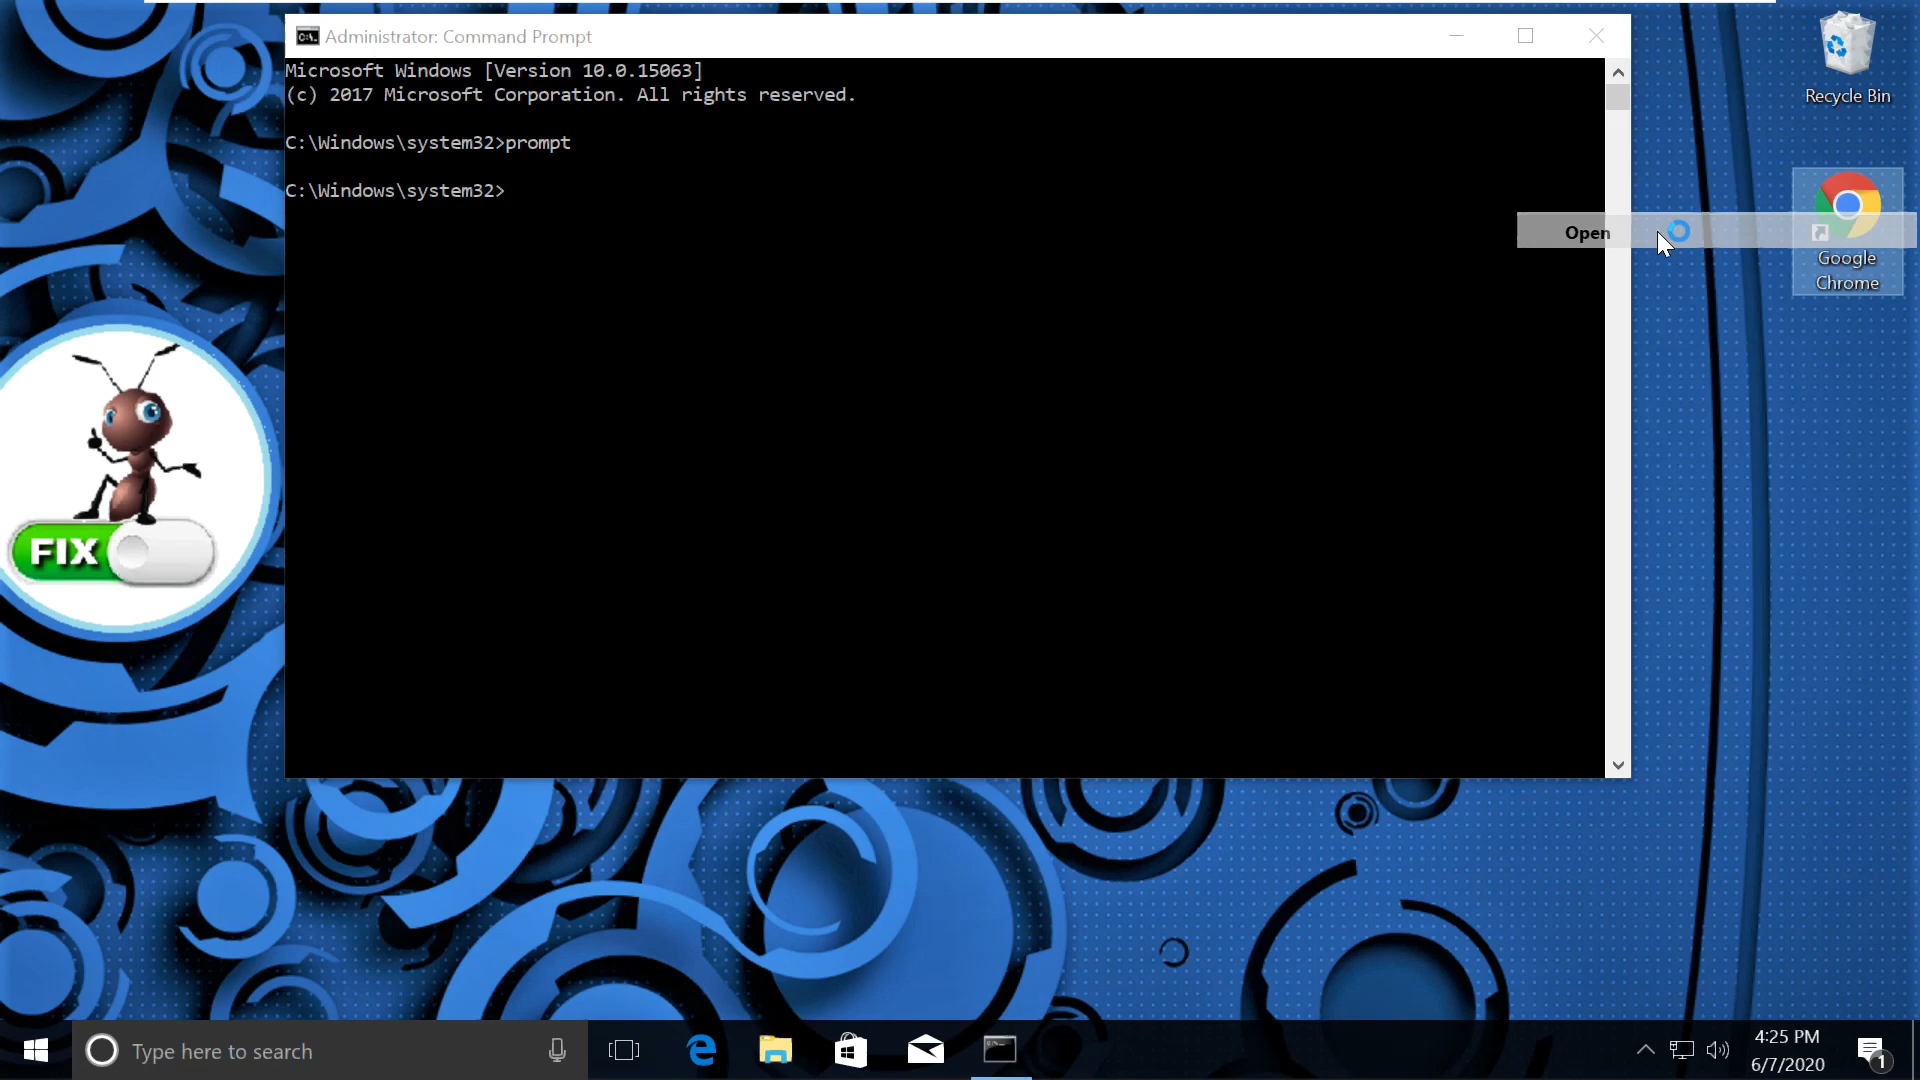 Administrator: Command Prompt
Microsoft Windows [Version 10.0.15063]
(c) 2017 Microsoft Corporation. All rights reserved.
C:\Windows\system32>prompt
C:\Windows\system32>
Recycle Bin
Open
Google
Chrome
FIX
Type here to search
4:25 PM
6/7/2020
1